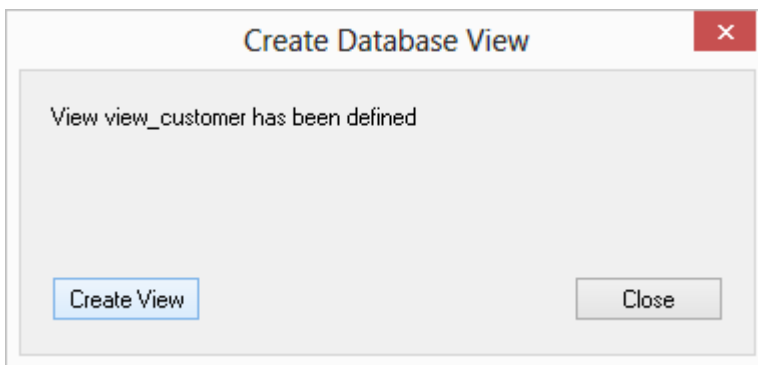 Create Database View
View view_customer has been defined
Create View
Close